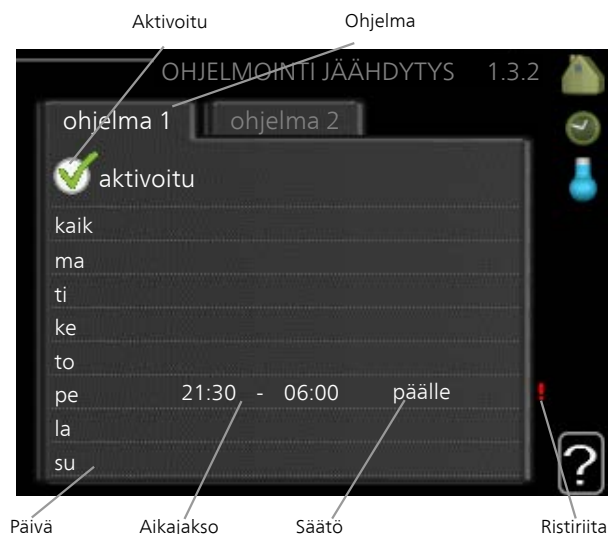 Aktivoitu Ohjelma
OHJELMOINTI JÄÄHDYTYS 1.3.2
ohjelma 1 ohjelma 2
aktivoitu
kaik
ma
ti
ke
to
pe 21:30 - 06:00 päälle !
la
su
?
Päivä Aikajakso Säätö Ristiriita